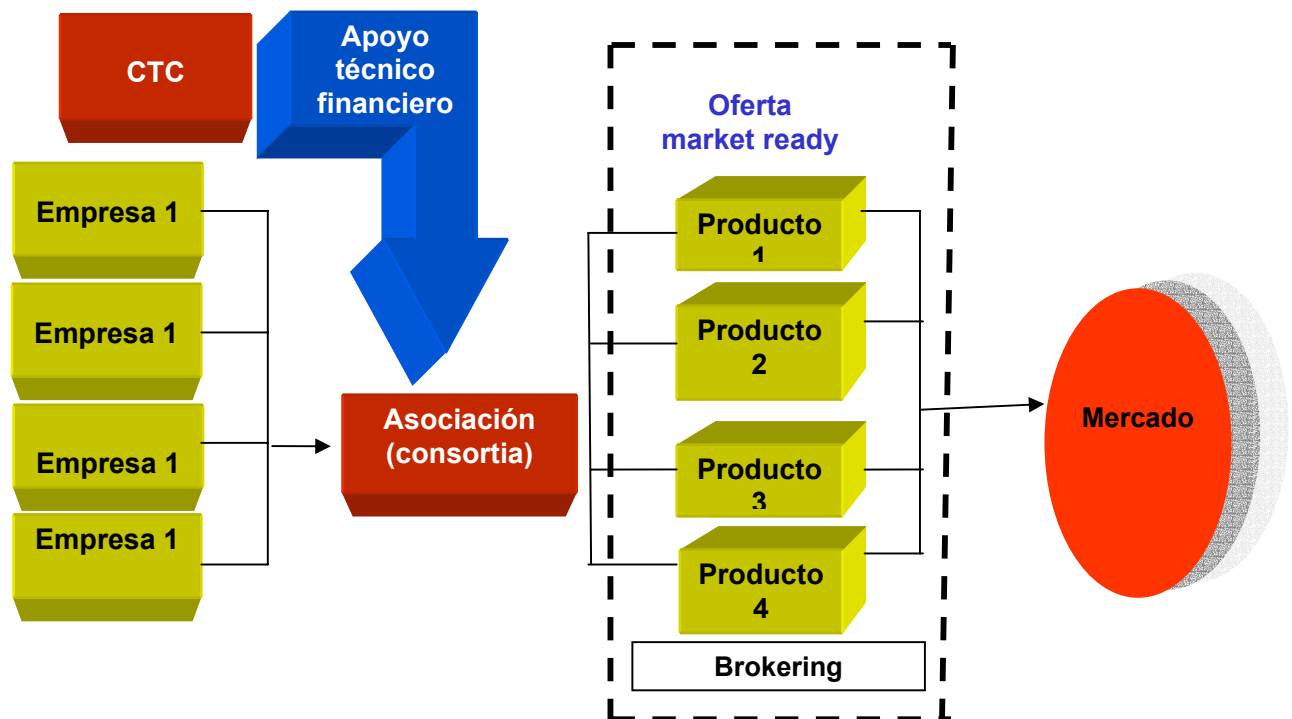 CTC
Apoyo
técnico
financiero
Oferta
market ready
Empresa 1
Empresa 1
Empresa 1
Empresa 1
Asociación
(consortia)
Producto
1
Producto
2
Producto
3
Producto
4
Brokering
Mercado